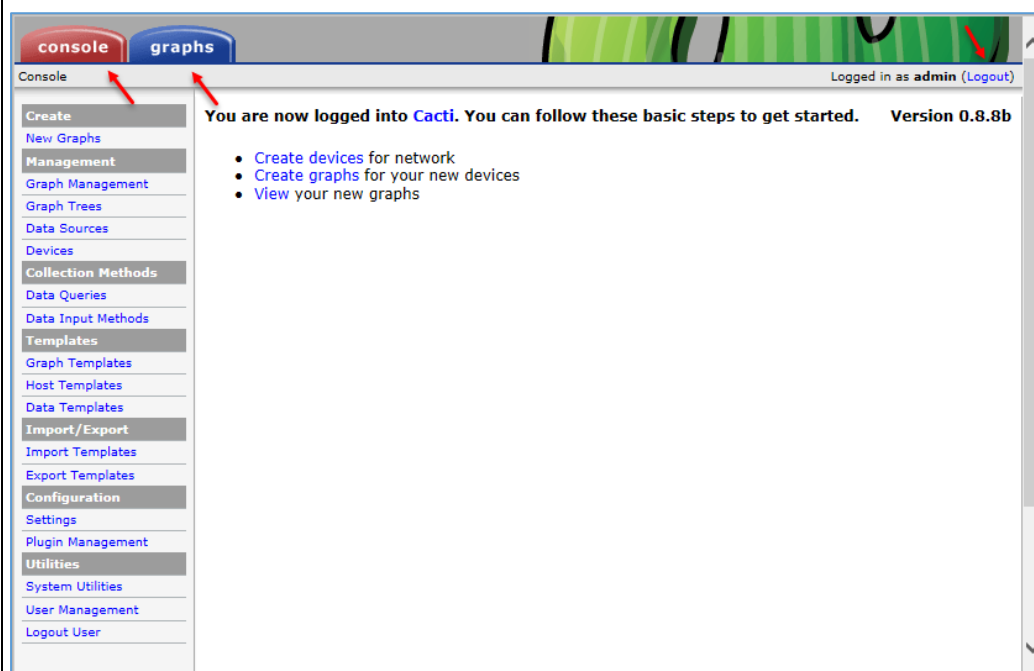 console graphs
Console Logged in as admin (Logout)
Create
New Graphs
Management
Graph Management
Graph Trees
Data Sources
Devices
Collection Methods
Data Queries
Data Input Methods
Templates
Graph Templates
Host Templates
Data Templates
Import/Export
Import Templates
Export Templates
Configuration
Settings
Plugin Management
Utilities
System Utilities
User Management
Logout User
You are now logged into Cacti. You can follow these basic steps to get started. Version 0.8.8b
• Create devices for network
• Create graphs for your new devices
• View your new graphs